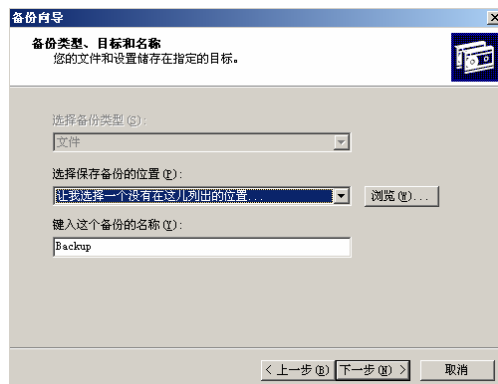 备份向导
备份类型、目标和名称
您的文件和设置储存在指定的目标。
选择备份类型(S):
文件
选择保存备份的位置(P):
让我选择一个没有在这儿列出的位置...
浏览(W)...
键入这个备份的名称(Y):
Backup
< 上一步(B) 下一步(N) > 取消